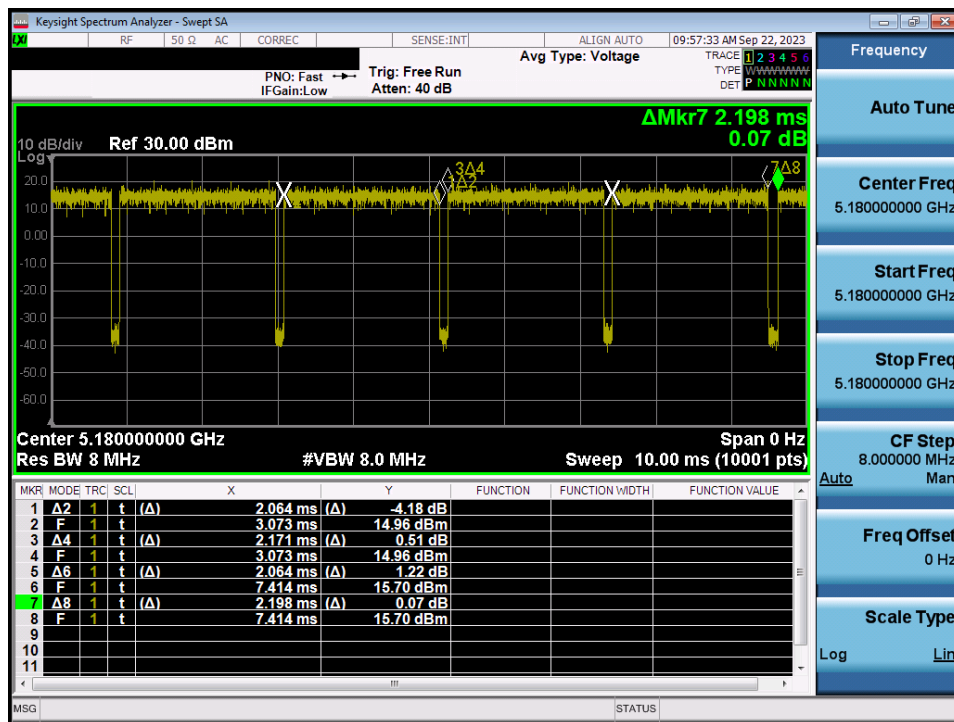 Keysight Spectrum Analyzer - Swept SA
LXI RF 50 Ω AC CORREC SENSE:INT ALIGN AUTO 09:57:33 AM Sep 22, 2023
Avg Type: Voltage TRACE 1 2 3 4 5 6
PNO: Fast Trig: Free Run TYPE WWWWWW
IFGain:Low Atten: 40 dB DET P N N N N N
ΔMkr7 2.198 ms
0.07 dB
10 dB/div Ref 30.00 dBm
Log
3Δ4 7Δ8
1Δ2
20.0
10.0
0.00
-10.0
-20.0
-30.0
-40.0
-50.0
-60.0
Center 5.180000000 GHz Span 0 Hz
Res BW 8 MHz #VBW 8.0 MHz Sweep 10.00 ms (10001 pts)
MKR MODE TRC SCL X Y FUNCTION FUNCTION WIDTH FUNCTION VALUE
1 Δ2 1 t (Δ) 2.064 ms (Δ) -4.18 dB
2 F 1 t 3.073 ms 14.96 dBm
3 Δ4 1 t (Δ) 2.171 ms (Δ) 0.51 dB
4 F 1 t 3.073 ms 14.96 dBm
5 Δ6 1 t (Δ) 2.064 ms (Δ) 1.22 dB
6 F 1 t 7.414 ms 15.70 dBm
7 Δ8 1 t (Δ) 2.198 ms (Δ) 0.07 dB
8 F 1 t 7.414 ms 15.70 dBm
9
10
11
MSG STATUS
Frequency
Auto Tune
Center Freq
5.180000000 GHz
Start Freq
5.180000000 GHz
Stop Freq
5.180000000 GHz
CF Step
8.000000 MHz
Auto Man
Freq Offset
0 Hz
Scale Type
Log Lin